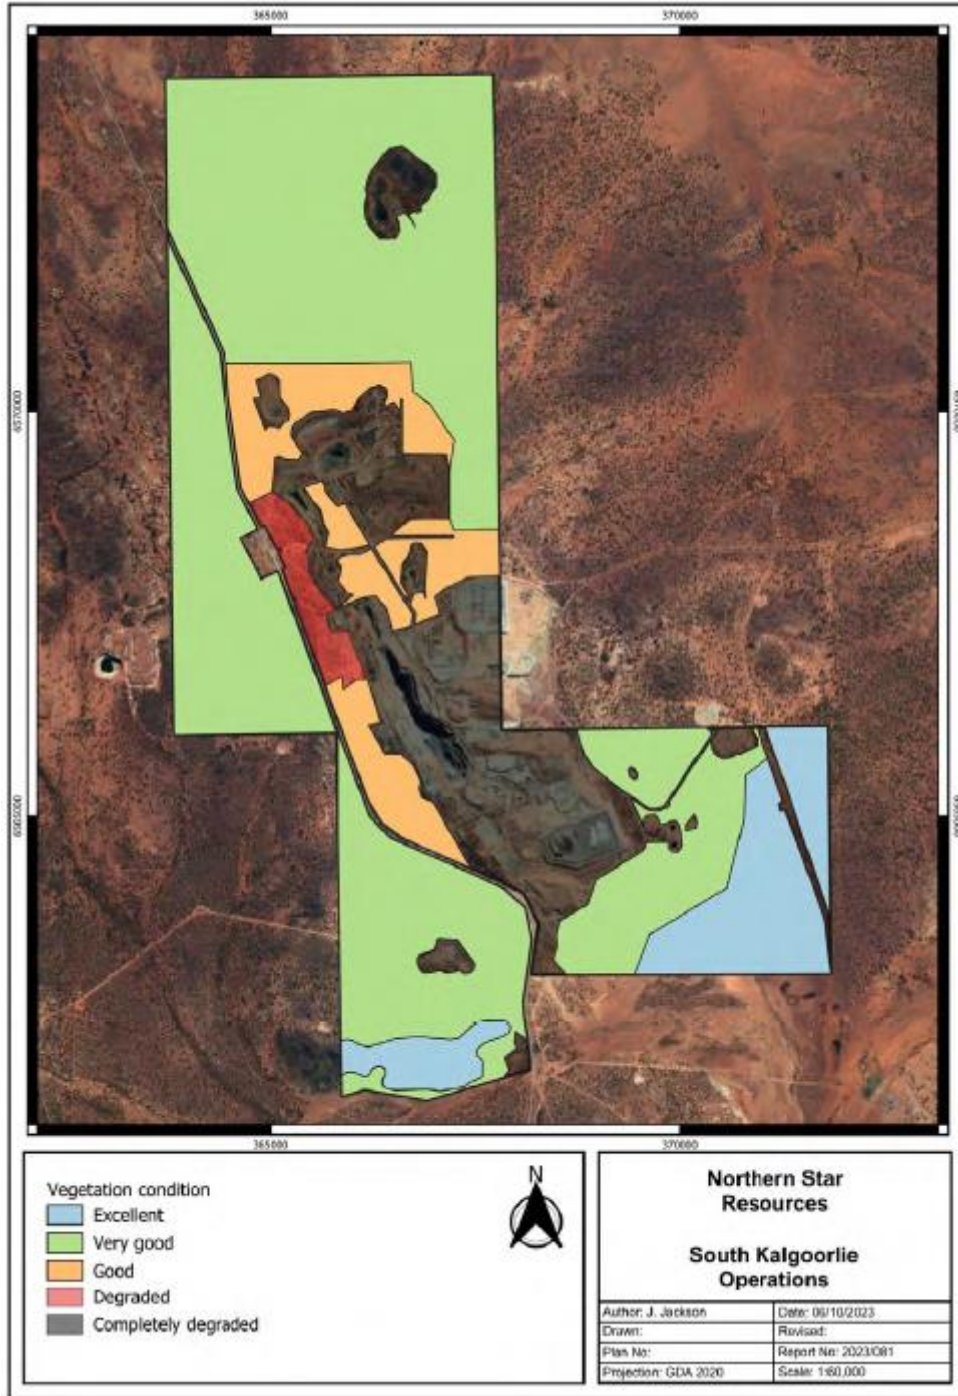 365000
370000
6570000
6570000
6565000
6565000
365000
370000
Vegetation condition
Excellent
Very good
Good
Degraded
Completely degraded
N
Northern Star
Resources
South Kalgoorlie
Operations
Author: J. Jackson
Date: 06/10/2023
Drawn:
Revised:
Plan No:
Report No: 2023/081
Projection: GDA 2020
Scale: 1:60,000